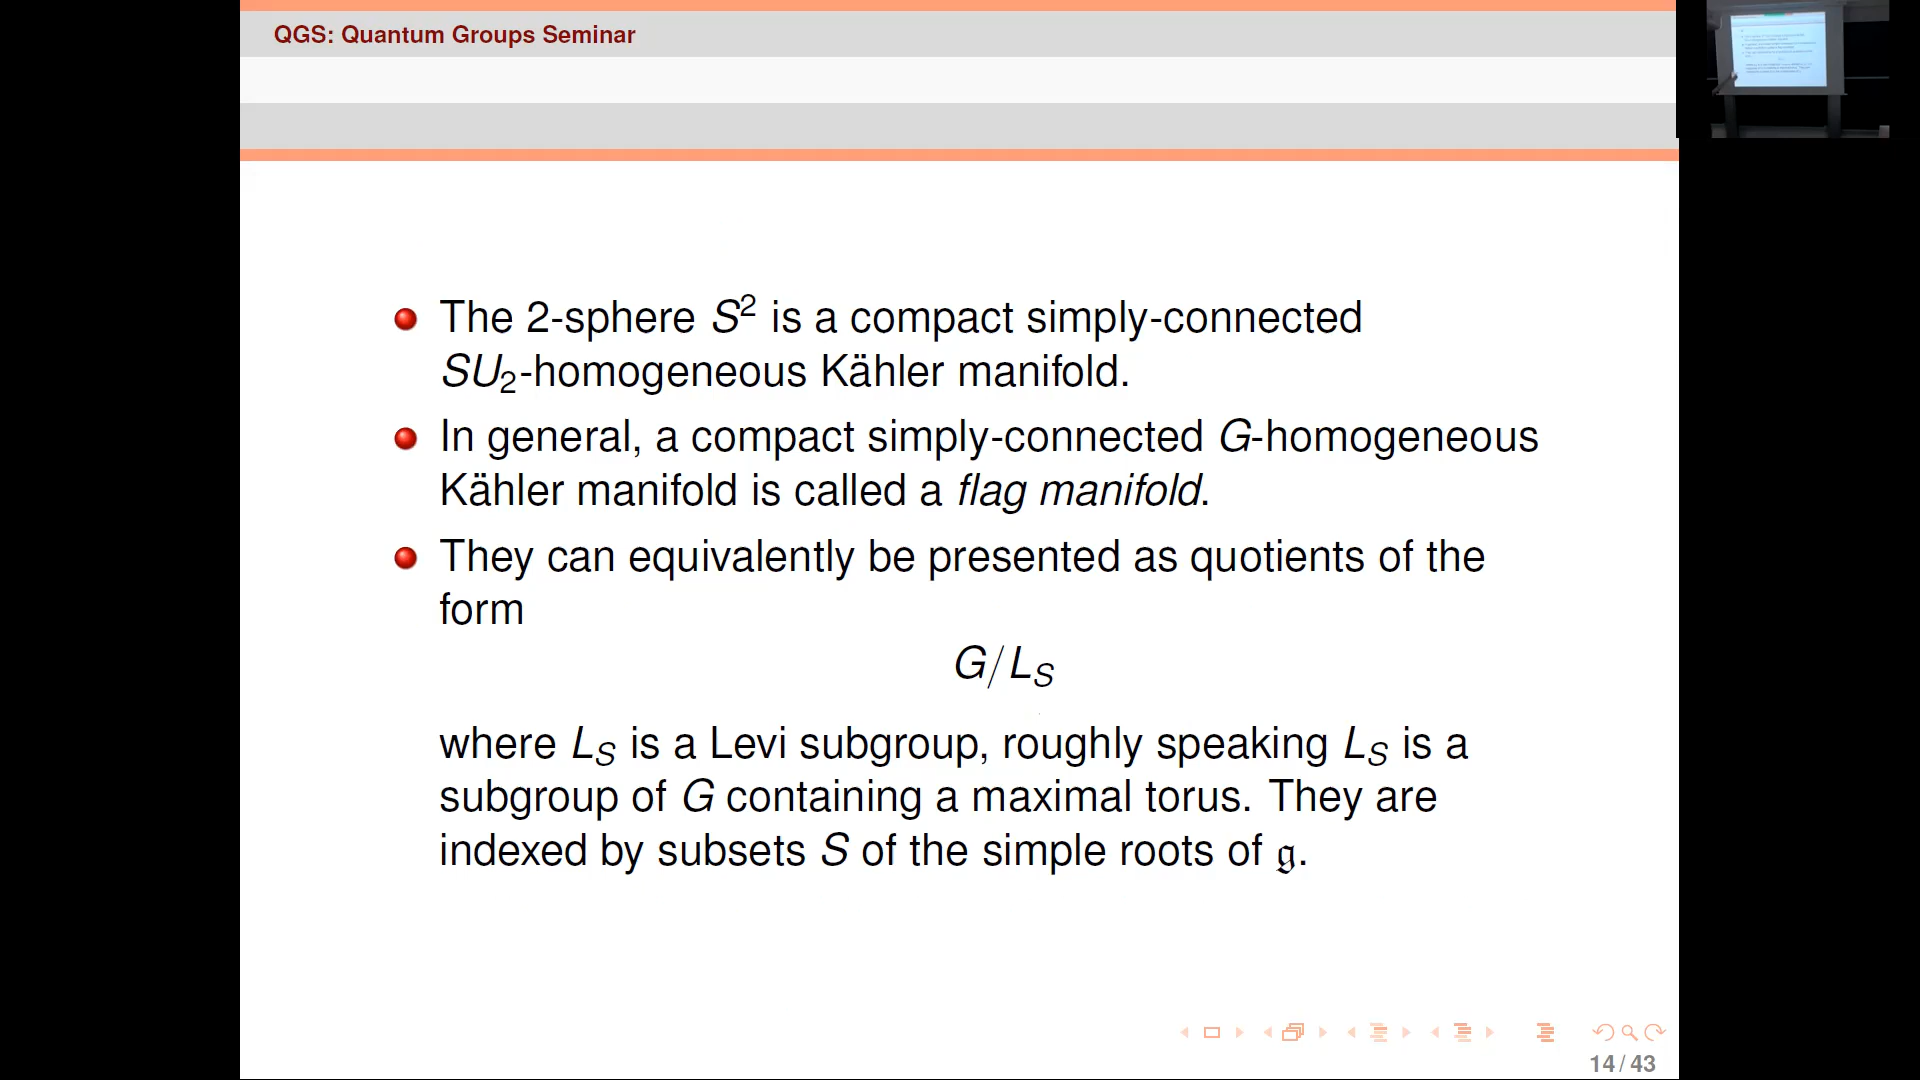 QGS: Quantum Groups Seminar
The 2-sphere S² is a compact simply-connected
SU₂-homogeneous Kähler manifold.
In general, a compact simply-connected G-homogeneous
Kähler manifold is called a flag manifold.
They can equivalently be presented as quotients of the
form
G/L_S
where L_S is a Levi subgroup, roughly speaking L_S is a
subgroup of G containing a maximal torus. They are
indexed by subsets S of the simple roots of 𝔤.
14/43